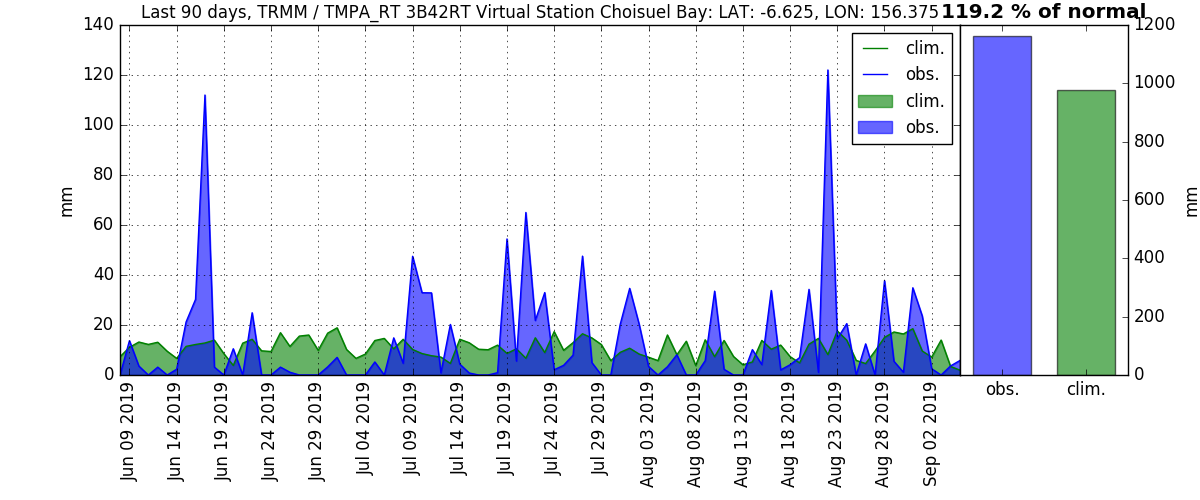 Last 90 days, TRMM / TMPA_RT 3B42RT Virtual Station Choisuel Bay: LAT: -6.625, LON: 156.375
119.2 % of normal
mm
140
120
100
80
60
40
20
0
clim.
obs.
clim.
obs.
Jun 09 2019
Jun 14 2019
Jun 19 2019
Jun 24 2019
Jun 29 2019
Jul 04 2019
Jul 09 2019
Jul 14 2019
Jul 19 2019
Jul 24 2019
Jul 29 2019
Aug 03 2019
Aug 08 2019
Aug 13 2019
Aug 18 2019
Aug 23 2019
Aug 28 2019
Sep 02 2019
1200
1000
800
600
400
200
0
mm
obs.
clim.